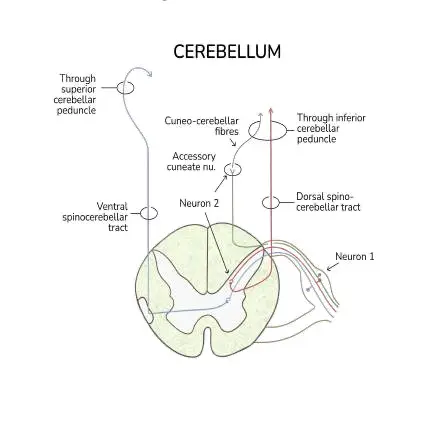 CEREBELLUM
Through
superior
cerebellar
peduncle
Cuneo-cerebellar
fibres
Through inferior
cerebellar
peduncle
Accessory
cuneate nu.
Neuron 2
Ventral
spinocerebellar
tract
Dorsal spino-
cerebellar tract
Neuron 1